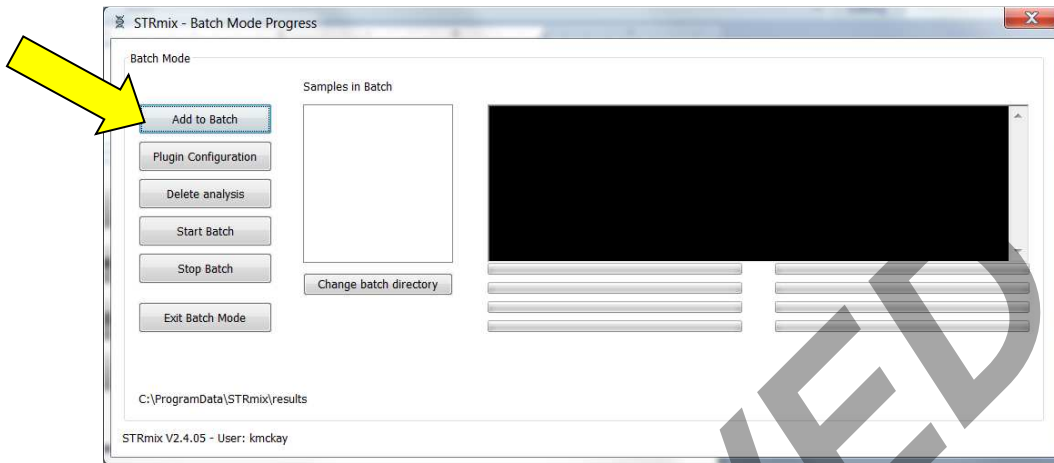 STRmix - Batch Mode Progress
Batch Mode
Samples in Batch
Add to Batch
Plugin Configuration
Delete analysis
Start Batch
Stop Batch
Change batch directory
Exit Batch Mode
C:\ProgramData\STRmix\results
STRmix V2.4.05 - User: kmckay